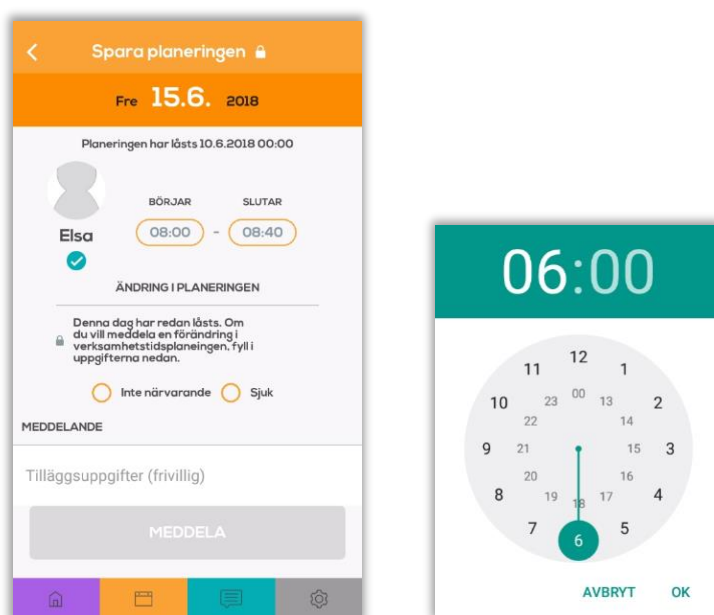 Spara planeringen
Fre 15.6. 2018
Planeringen har låsts 10.6.2018 00:00
BÖRJAR SLUTAR
Elsa 08:00 - 08:40
ÄNDRING I PLANERINGEN
Denna dag har redan låsts. Om
du vill meddela en förändring i
verksamhetstidsplaneingen, fyll i
uppgifterna nedan.
Inte närvarande Sjuk
MEDDELANDE
Tilläggsuppgifter (frivillig)
MEDDELA
06:00
12
11 1
00
23 13
10 2
22 14
9 21 15 3
20 16
8 4
19 17
18
7 5
6
AVBRYT OK